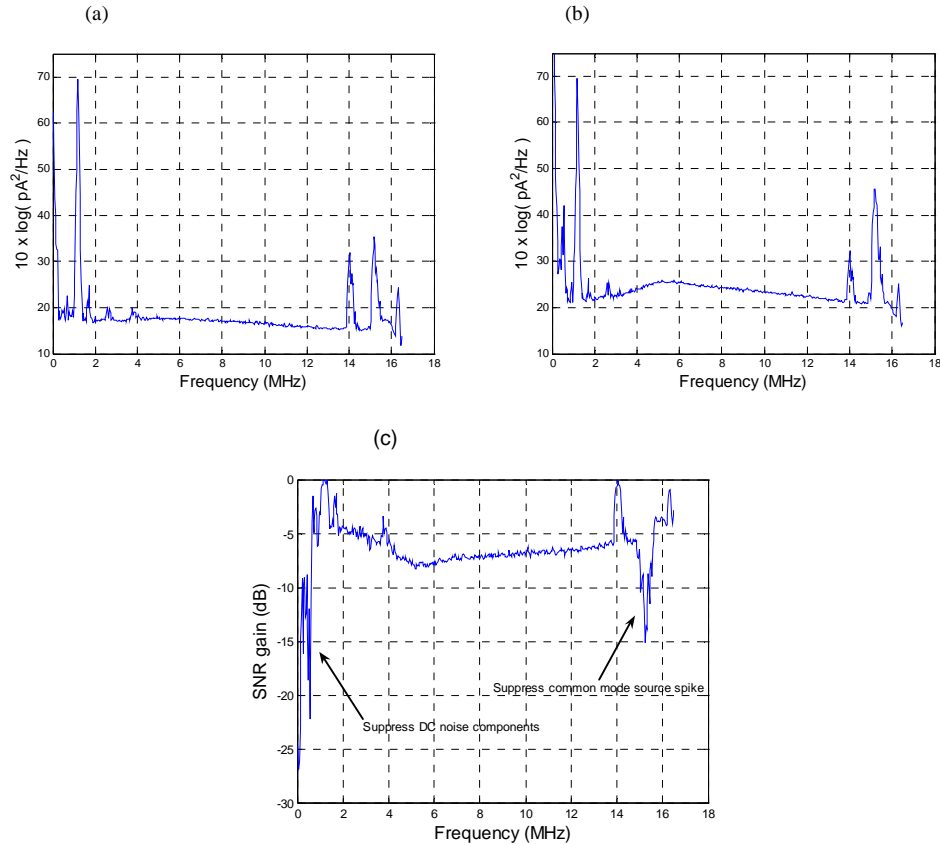 (a)
(b)
70
60
50
40
30
20
10
0 2 4 6 8 10 12 14 16 18
10 x log( pA²/Hz )
Frequency (MHz)
70
60
50
40
30
20
10
0 2 4 6 8 10 12 14 16 18
10 x log( pA²/Hz )
Frequency (MHz)
(c)
0
-5
-10
-15
-20
-25
-30
0 2 4 6 8 10 12 14 16 18
SNR gain (dB)
Suppress common mode source spike
Suppress DC noise components
Frequency (MHz)